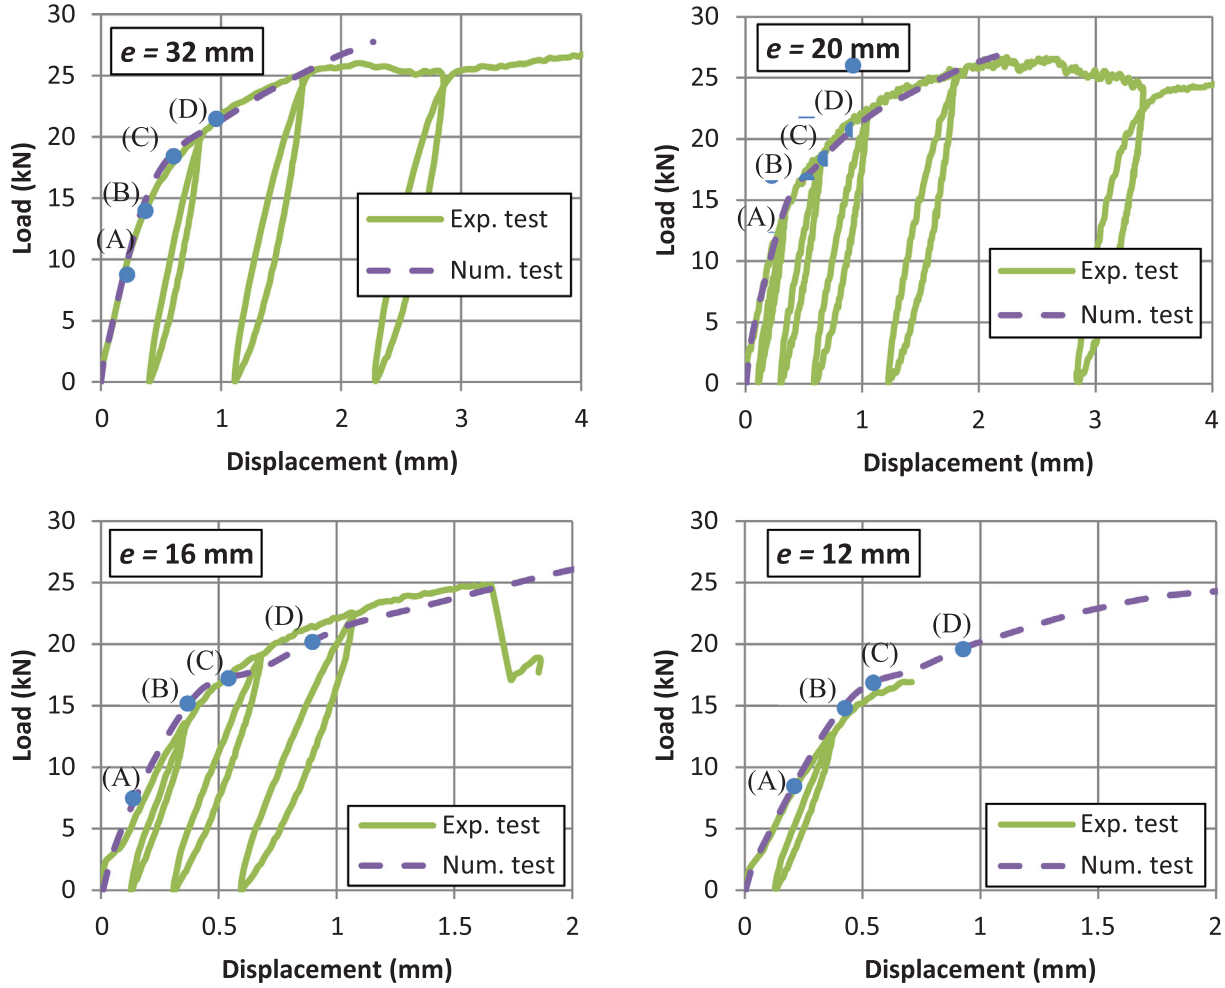 30
25
20
15
10
5
0
Load (kN)
e = 32 mm
(D)
(C)
(B)
(A)
Exp. test
Num. test
0 1 2 3 4
Displacement (mm)
30
25
20
15
10
5
0
Load (kN)
e = 20 mm
(D)
(C)
(B)
(A)
Exp. test
Num. test
0 1 2 3 4
Displacement (mm)
30
25
20
15
10
5
0
Load (kN)
e = 16 mm
(D)
(C)
(B)
(A)
Exp. test
Num. test
0 0.5 1 1.5 2
Displacement (mm)
30
25
20
15
10
5
0
Load (kN)
e = 12 mm
(D)
(C)
(B)
(A)
Exp. test
Num. test
0 0.5 1 1.5 2
Displacement (mm)